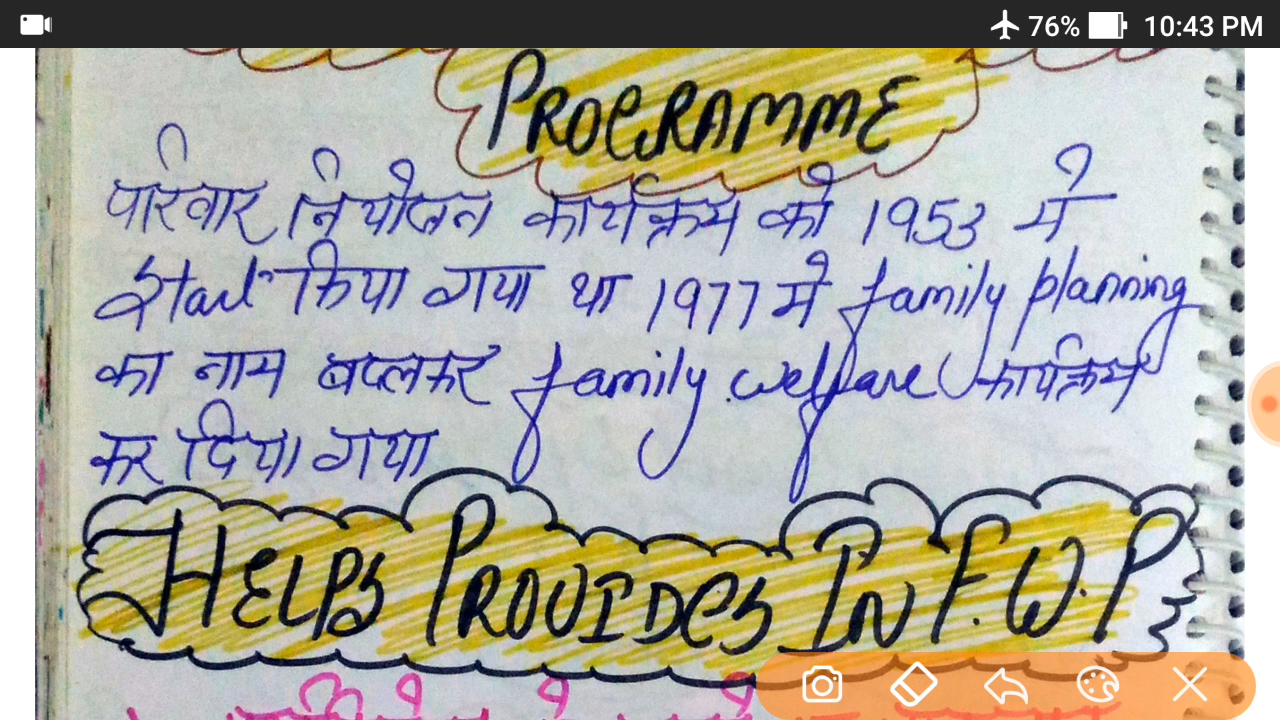 76% 10:43 PM
PROGRAMME
परिवार नियोजन कार्यक्रम को 1953 मे
Start किया गया था 1977 मे family planning
का नाम बदलकर family welfare कार्यक्रम
कर दिया गया
HELPS PROVIDES IN F.W.P